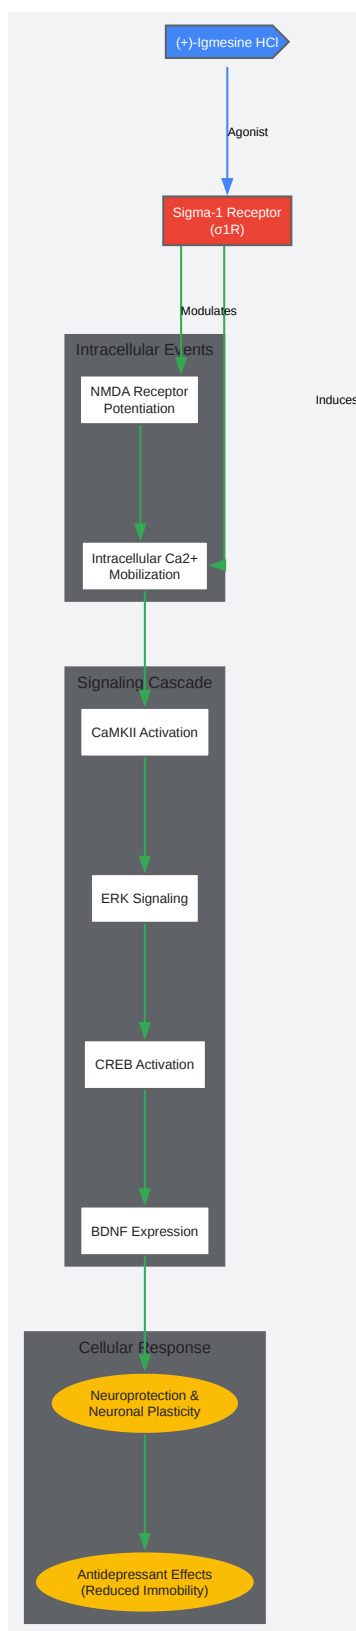 (+)-Igmesine HCl
Agonist
Sigma-1 Receptor
(σ1R)
Modulates
Intracellular Events
NMDA Receptor
Potentiation
Induces
Intracellular Ca2+
Mobilization
Signaling Cascade
CaMKII Activation
ERK Signaling
CREB Activation
BDNF Expression
Cellular Response
Neuroprotection &
Neuronal Plasticity
Antidepressant Effects
(Reduced Immobility)